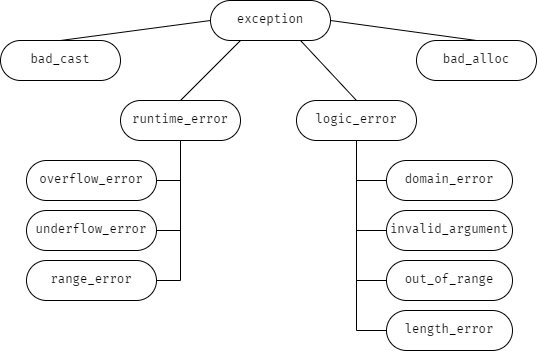 exception
bad_cast
bad_alloc
runtime_error
logic_error
overflow_error
domain_error
underflow_error
invalid_argument
range_error
out_of_range
length_error